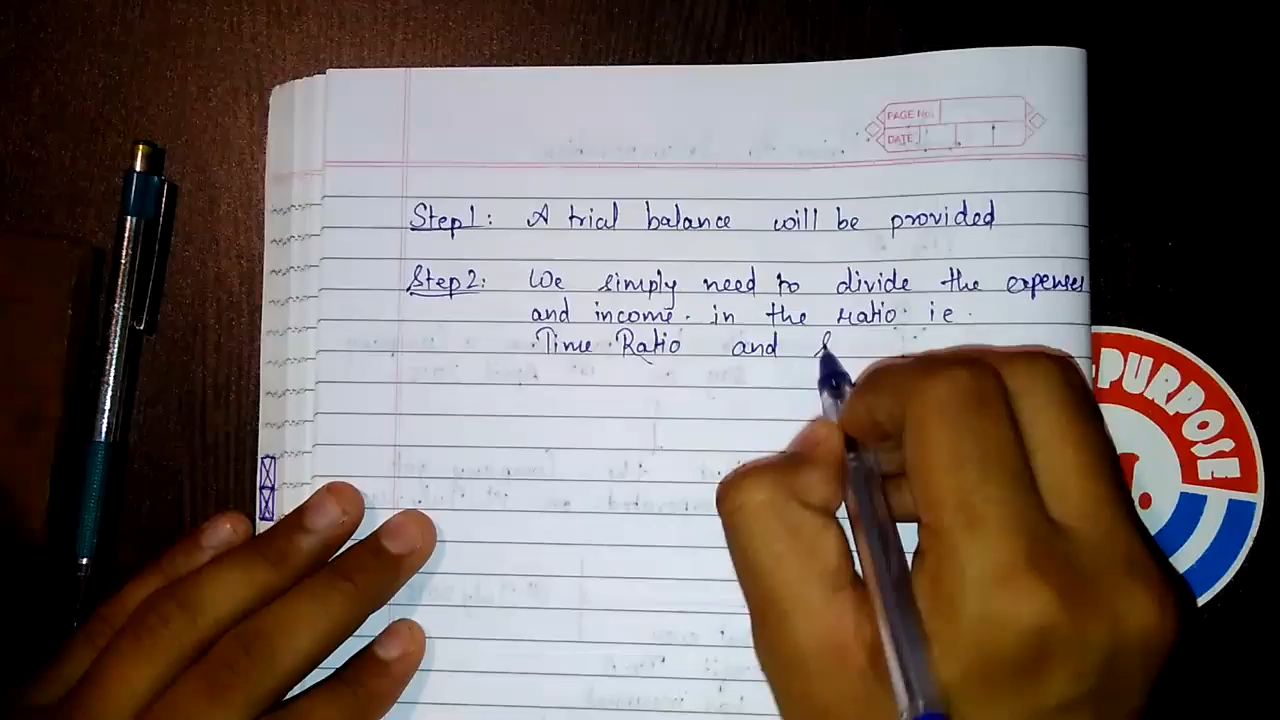 PAGE No.
DATE
Step 1: A trial balance will be provided
Step 2: We simply need to divide the expenses
and income. in the ratio. ie.
Time Ratio and
-PURPOSE